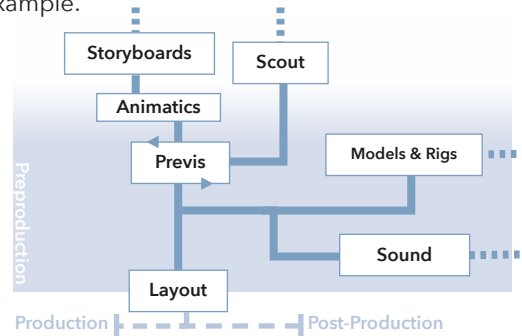 xample.
Storyboards
Scout
Animatics
Previs
Models & Rigs
Preproduction
Sound
Layout
Production
Post-Production